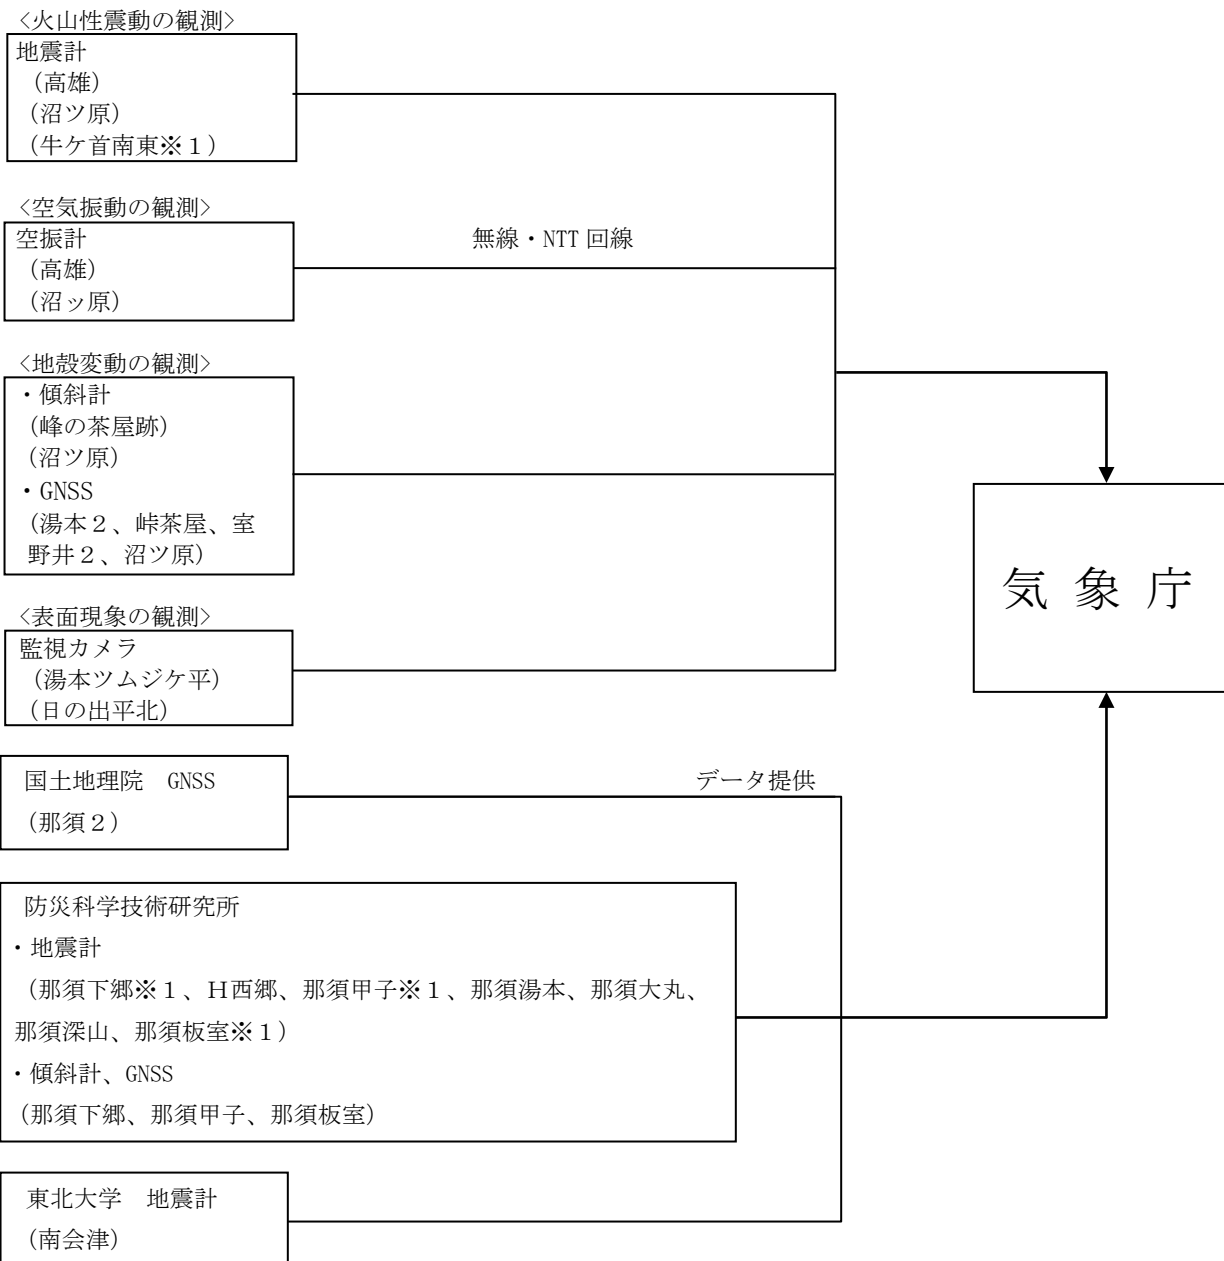 <火山性震動の観測>
地震計
（高雄）
（沼ツ原）
（牛ケ首南東※１）
<空気振動の観測>
空振計
（高雄）
（沼ッ原）
無線・NTT 回線
<地殻変動の観測>
・傾斜計
（峰の茶屋跡）
（沼ツ原）
・GNSS
（湯本２、峠茶屋、室
野井２、沼ツ原）
気 象 庁
<表面現象の観測>
監視カメラ
（湯本ツムジケ平）
（日の出平北）
国土地理院　GNSS
（那須２）
データ提供
防災科学技術研究所
・地震計
（那須下郷※１、Ｈ西郷、那須甲子※１、那須湯本、那須大丸、
那須深山、那須板室※１）
・傾斜計、GNSS
（那須下郷、那須甲子、那須板室）
東北大学　地震計
（南会津）